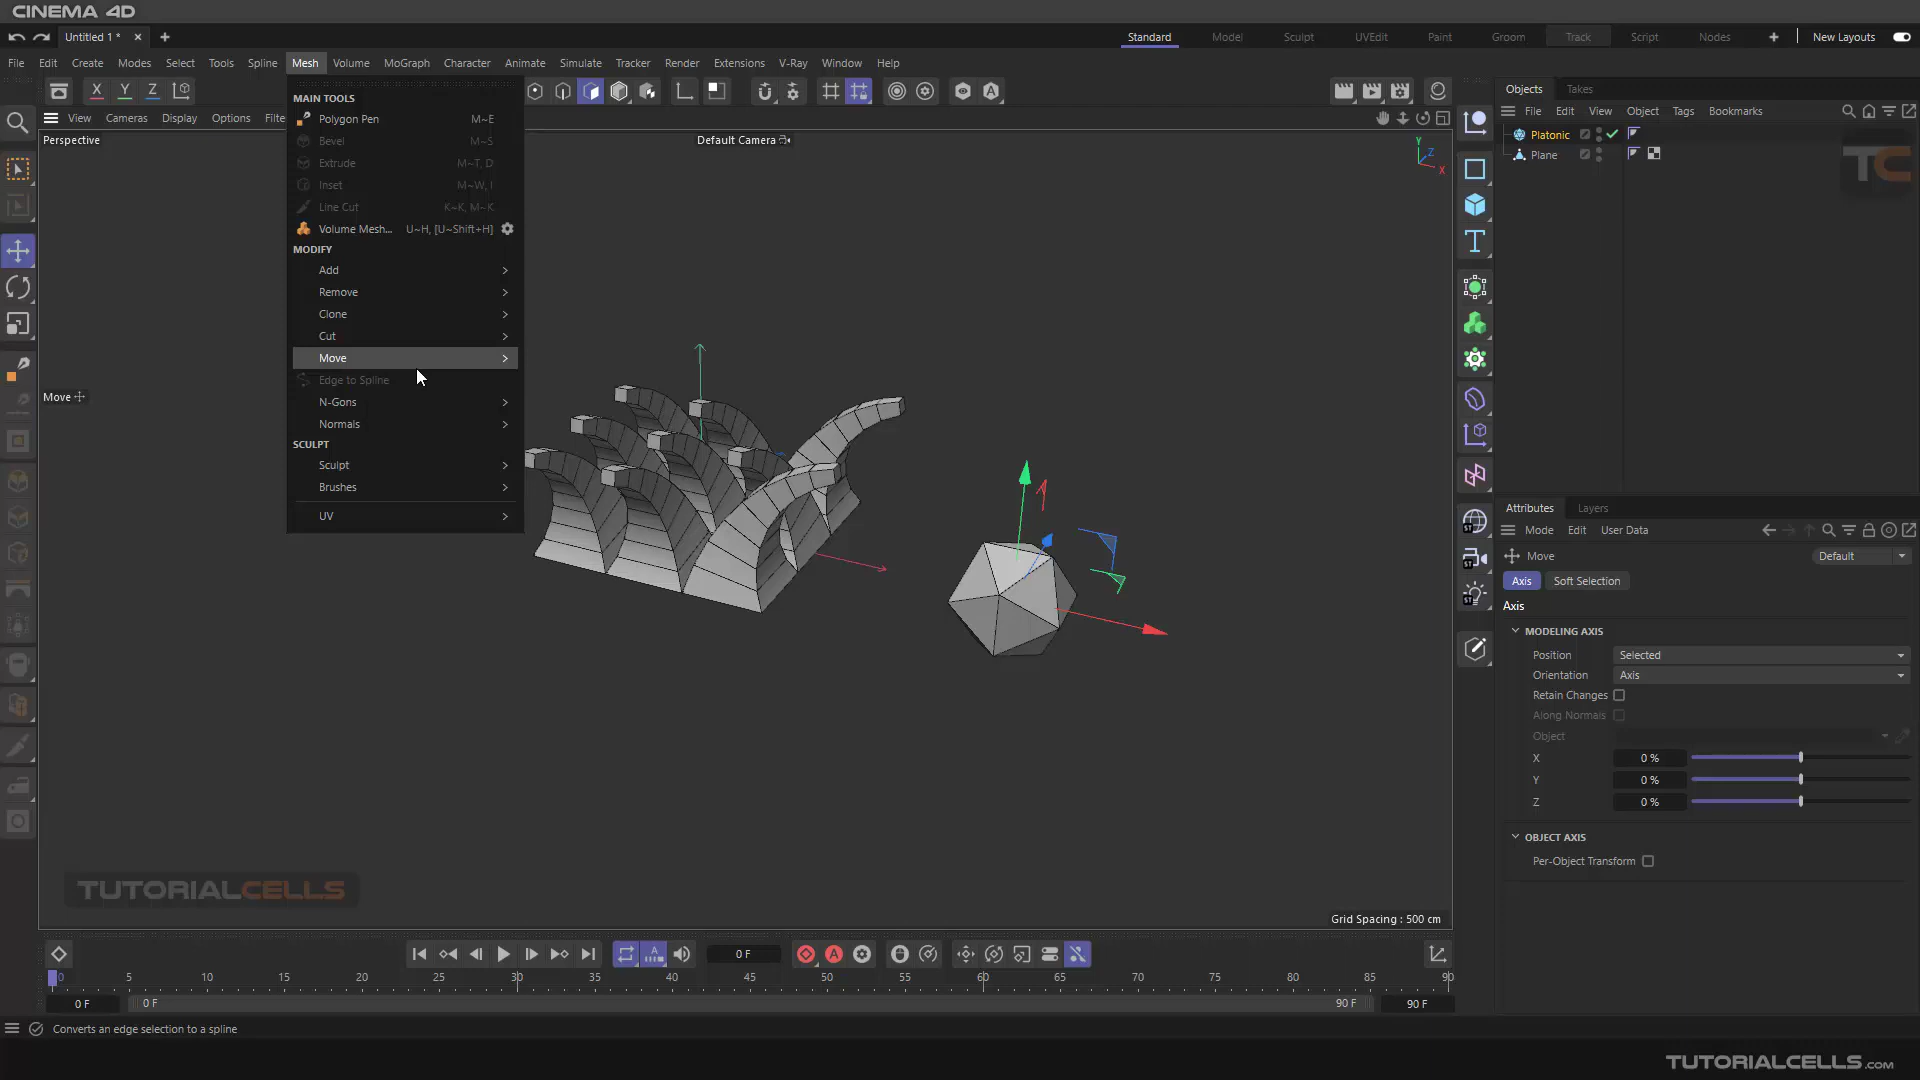 CINEMA 4D
Untitled 1 *
Standard Model Sculpt UVEdit Paint Groom Track Script Nodes New Layouts
File Edit Create Modes Select Tools Spline Mesh Volume MoGraph Character Animate Simulate Tracker Render Extensions V-Ray Window Help
X Y Z
Objects Takes
View Cameras Display Options Filte
File Edit View Object Tags Bookmarks
Perspective
Default Camera
Platonic
Plane
TC
Y
Z
X
MAIN TOOLS
Polygon Pen M~E
Bevel M~S
Extrude M~T, D
Inset M~W, I
Line Cut K~K, M~K
Volume Mesh... U~H, [U~Shift+H]
MODIFY
Add
Remove
Clone
Cut
Move
Edge to Spline
N-Gons
Normals
SCULPT
Sculpt
Brushes
UV
Move
Attributes Layers
Mode Edit User Data
Move Default
Axis Soft Selection
Axis
MODELING AXIS
Position Selected
Orientation Axis
Retain Changes
Along Normals
Object
X 0 %
Y 0 %
Z 0 %
OBJECT AXIS
Per-Object Transform
ST
ST
ST
TUTORIALCELLS
Grid Spacing : 500 cm
0 F
0 5 10 15 20 25 30 35 40 45 50 55 60 65 70 75 80 85 90
0 F 0 F 90 F 90 F
Converts an edge selection to a spline
TUTORIALCELLS.com